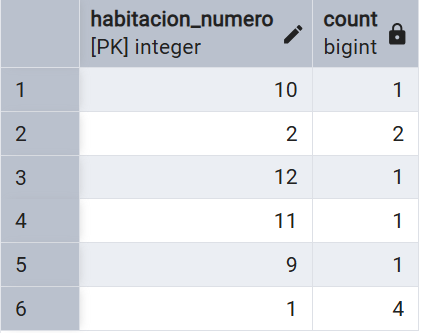 habitacion_numero count
[PK] integer bigint
1 10 1
2 2 2
3 12 1
4 11 1
5 9 1
6 1 4